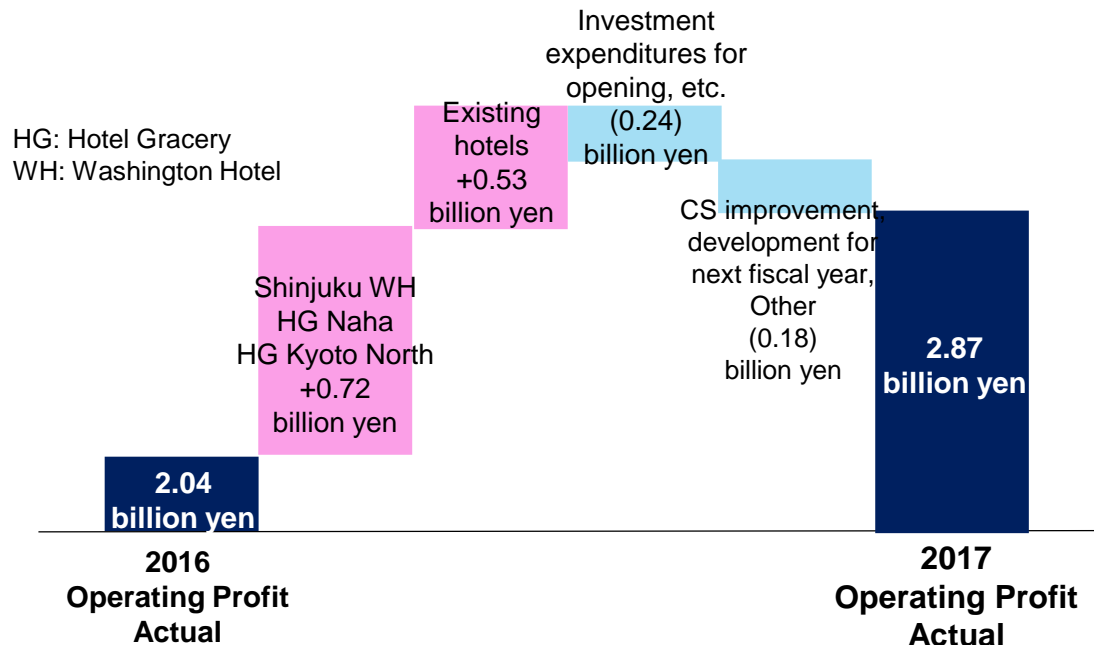 HG: Hotel Gracery
WH: Washington Hotel
2.04
billion yen
2016
Operating Profit
Actual
Shinjuku WH
HG Naha
HG Kyoto North
+0.72
billion yen
Existing
hotels
+0.53
billion yen
Investment
expenditures for
opening, etc.
(0.24)
billion yen
CS improvement,
development for
next fiscal year,
Other
(0.18)
billion yen
2.87
billion yen
2017
Operating Profit
Actual